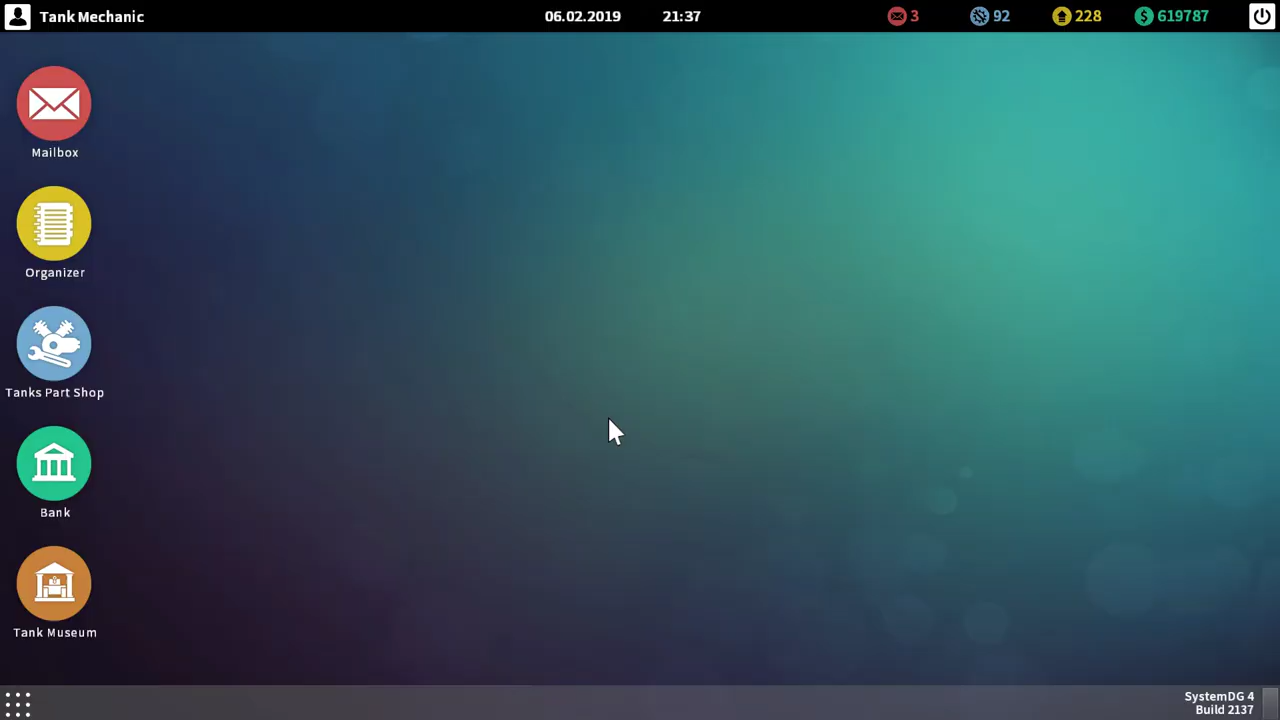 Tank Mechanic
06.02.2019
21:37
3
92
228
$ 619787
Mailbox
Organizer
Tanks Part Shop
Bank
Tank Museum
SystemDG 4
Build 2137